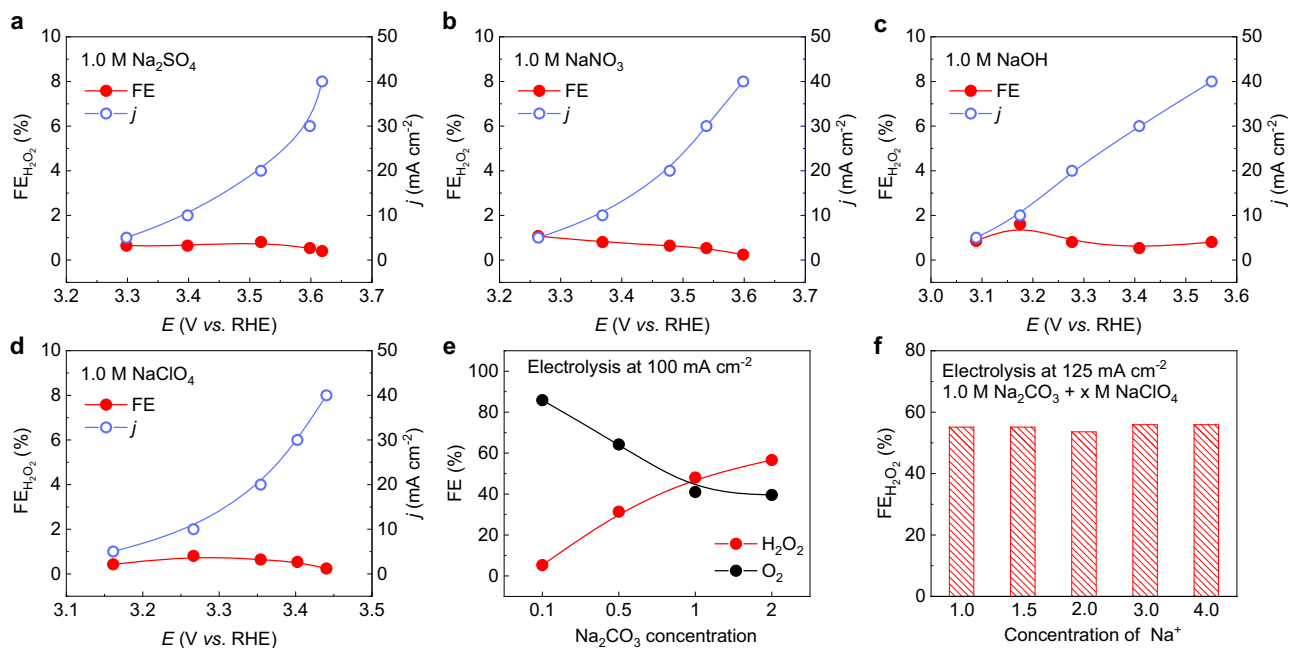 a
1.0 M Na₂SO₄
FE
j
FE_H₂O₂ (%)
10
8
6
4
2
0
50
40
30
20
10
0
j (mA cm⁻²)
3.2 3.3 3.4 3.5 3.6 3.7
E (V vs. RHE)
b
1.0 M NaNO₃
FE
j
FE_H₂O₂ (%)
10
8
6
4
2
0
50
40
30
20
10
0
j (mA cm⁻²)
3.2 3.3 3.4 3.5 3.6 3.7
E (V vs. RHE)
c
1.0 M NaOH
FE
j
FE_H₂O₂ (%)
10
8
6
4
2
0
50
40
30
20
10
0
j (mA cm⁻²)
3.0 3.1 3.2 3.3 3.4 3.5 3.6
E (V vs. RHE)
d
1.0 M NaClO₄
FE
j
FE_H₂O₂ (%)
10
8
6
4
2
0
50
40
30
20
10
0
j (mA cm⁻²)
3.1 3.2 3.3 3.4 3.5
E (V vs. RHE)
e
Electrolysis at 100 mA cm⁻²
FE (%)
100
80
60
40
20
0
H₂O₂
O₂
0.1 0.5 1 2
Na₂CO₃ concentration
f
Electrolysis at 125 mA cm⁻²
1.0 M Na₂CO₃ + x M NaClO₄
FE_H₂O₂ (%)
80
60
40
20
0
1.0 1.5 2.0 3.0 4.0
Concentration of Na⁺